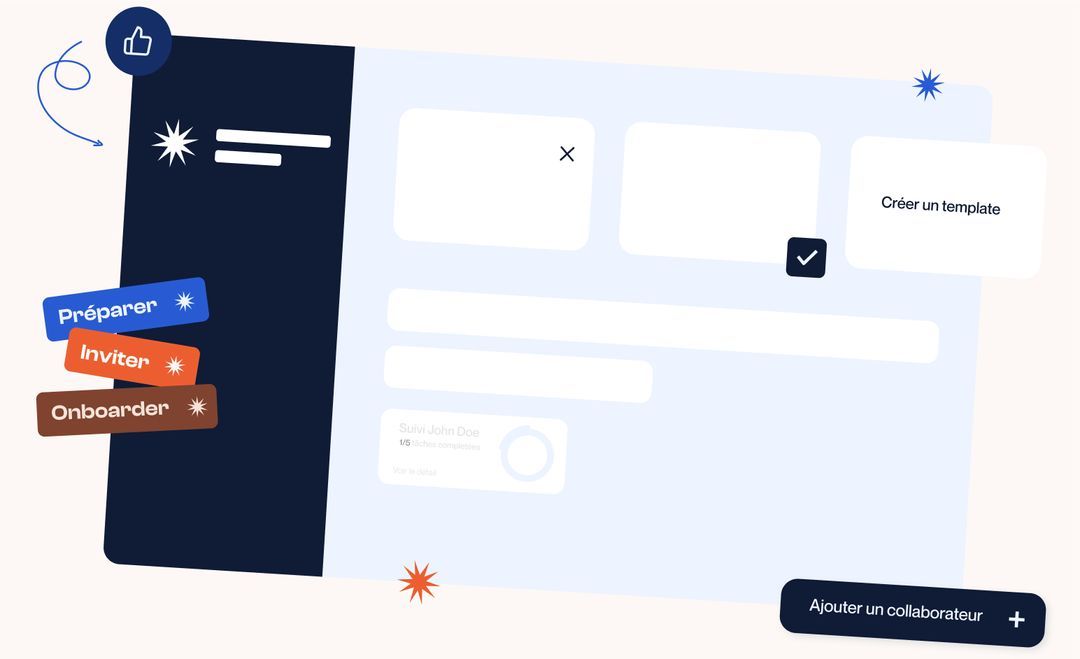 Créer un template
Préparer
Inviter
Onboarder
Suivi John Doe
1/5 tâches complétées
Voir le détail
Ajouter un collaborateur